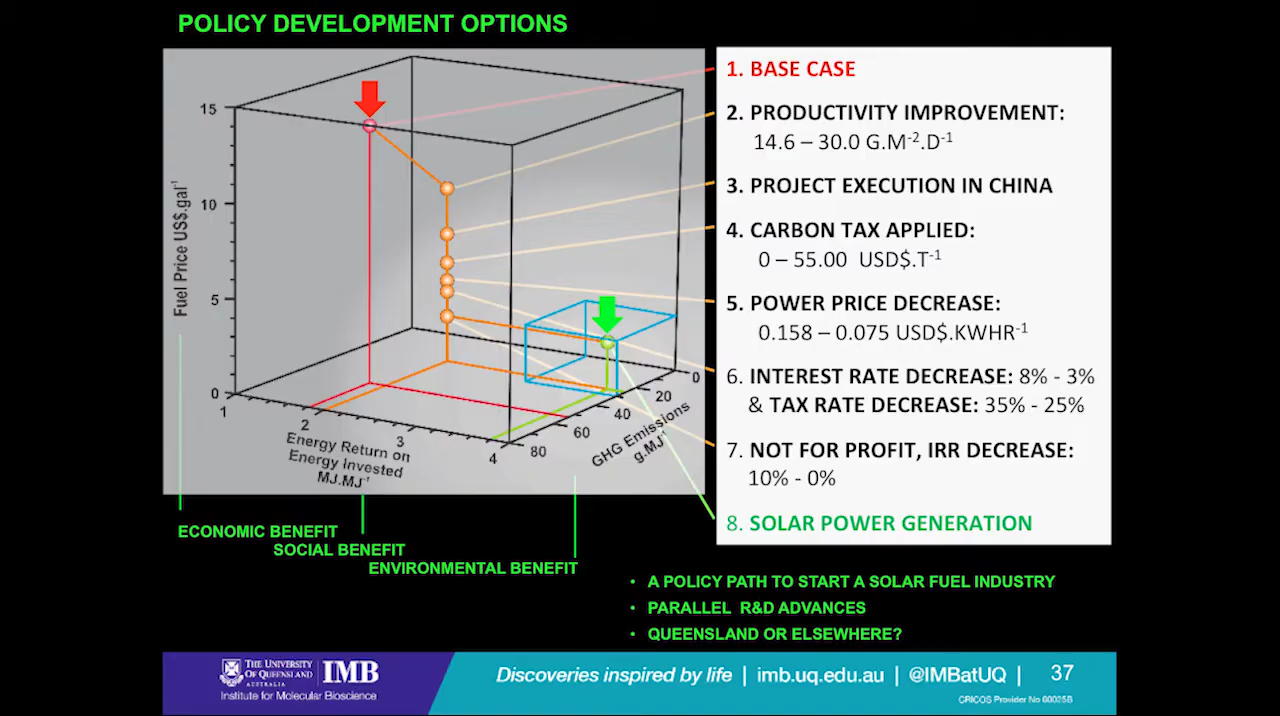 POLICY DEVELOPMENT OPTIONS
15
10
5
0
Fuel Price US$.gal⁻¹
1
2
3
4
Energy Return on
Energy Invested
MJ.MJ⁻¹
80
60
40
20
0
GHG Emissions
g.MJ⁻¹
1. BASE CASE
2. PRODUCTIVITY IMPROVEMENT:
14.6 – 30.0 G.M⁻².D⁻¹
3. PROJECT EXECUTION IN CHINA
4. CARBON TAX APPLIED:
0 – 55.00 USD$.T⁻¹
5. POWER PRICE DECREASE:
0.158 – 0.075 USD$.KWHR⁻¹
6. INTEREST RATE DECREASE: 8% - 3%
& TAX RATE DECREASE: 35% - 25%
7. NOT FOR PROFIT, IRR DECREASE:
10% - 0%
8. SOLAR POWER GENERATION
ECONOMIC BENEFIT
SOCIAL BENEFIT
ENVIRONMENTAL BENEFIT
• A POLICY PATH TO START A SOLAR FUEL INDUSTRY
• PARALLEL R&D ADVANCES
• QUEENSLAND OR ELSEWHERE?
THE UNIVERSITY
OF QUEENSLAND
AUSTRALIA
IMB
Institute for Molecular Bioscience
Discoveries inspired by life | imb.uq.edu.au | @IMBatUQ | 37
CRICOS Provider No 00025B